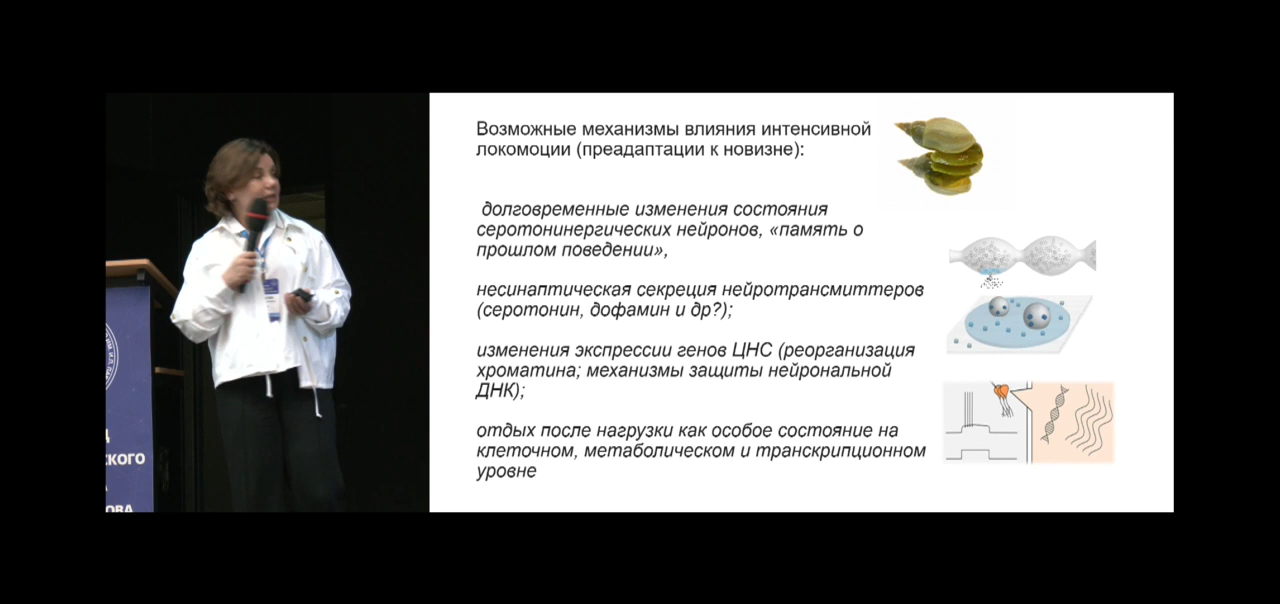 Возможные механизмы влияния интенсивной
локомоции (преадаптации к новизне):
долговременные изменения состояния
серотонинергических нейронов, «память о
прошлом поведении»,
несинаптическая секреция нейротрансмиттеров
(серотонин, дофамин и др?);
изменения экспрессии генов ЦНС (реорганизация
хроматина; механизмы защиты нейрональной
ДНК);
отдых после нагрузки как особое состояние на
клеточном, метаболическом и транскрипционном
уровне
СКОГО
ОВА